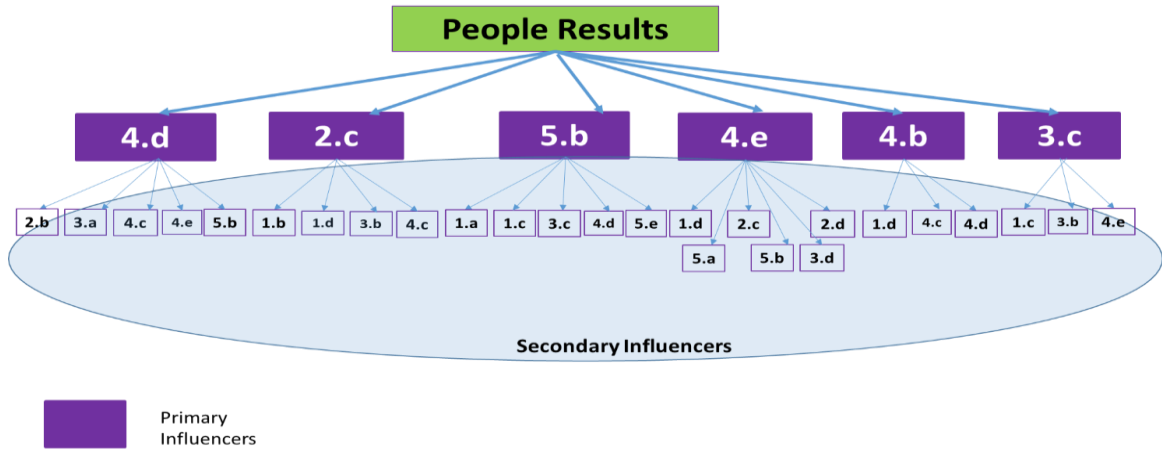 People Results
4.d 2.c 5.b 4.e 4.b 3.c
2.b 3.a 4.c 4.e 5.b 1.b 1.d 3.b 4.c 1.a 1.c 3.c 4.d 5.e 1.d 2.c 2.d 1.d 4.c 4.d 1.c 3.b 4.e
5.a 5.b 3.d
Secondary Influencers
Primary
Influencers